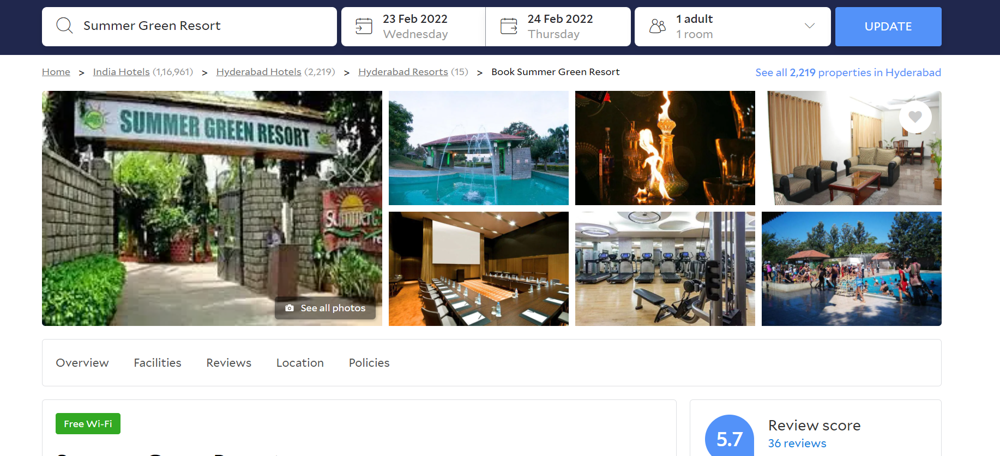 Summer Green Resort
23 Feb 2022
Wednesday
24 Feb 2022
Thursday
1 adult
1 room
UPDATE
Home > India Hotels (1,16,961) > Hyderabad Hotels (2,219) > Hyderabad Resorts (15) > Book Summer Green Resort
See all 2,219 properties in Hyderabad
SUMMER GREEN RESORT
See all photos
Overview Facilities Reviews Location Policies
Free Wi-Fi
5.7
Review score
36 reviews